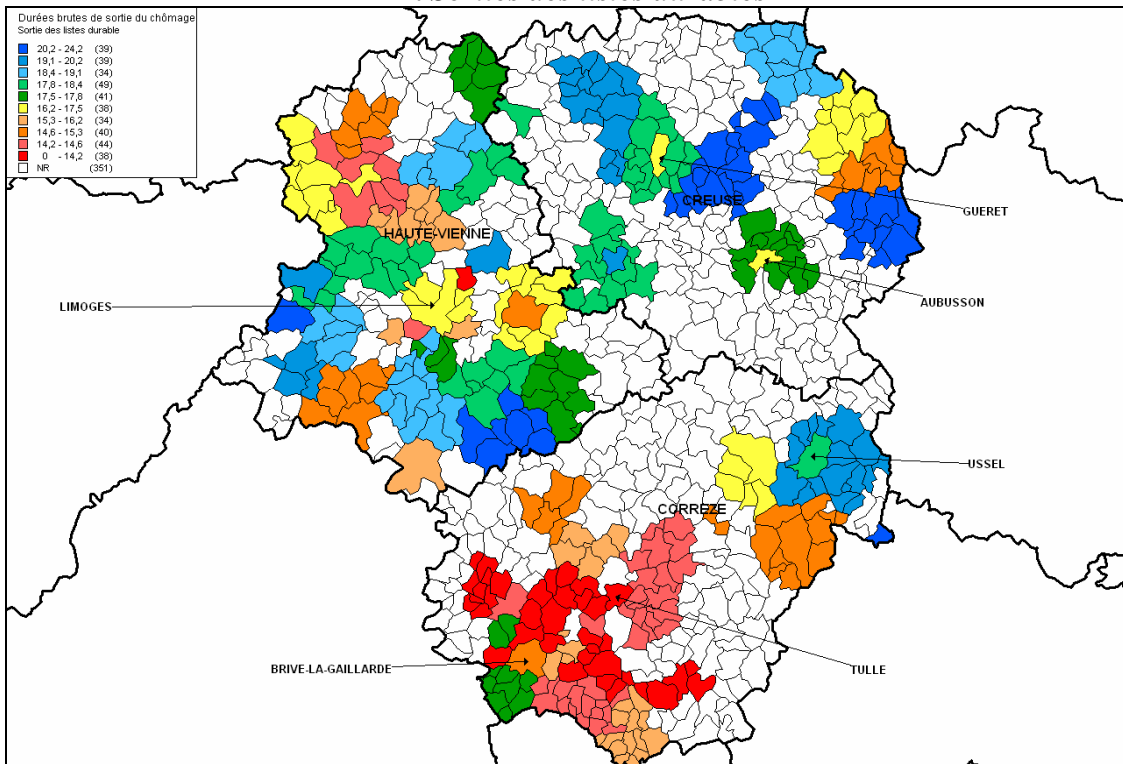 Durées brutes de sortie du chômage
Sortie des listes durable
20,2 - 24,2 (39)
19,1 - 20,2 (39)
18,4 - 19,1 (34)
17,8 - 18,4 (49)
17,5 - 17,8 (41)
16,2 - 17,5 (38)
15,3 - 16,2 (34)
14,6 - 15,3 (40)
14,2 - 14,6 (44)
0 - 14,2 (38)
NR (351)
CREUSE
GUERET
HAUTE-VIENNE
AUBUSSON
LIMOGES
USSEL
CORREZE
BRIVE-LA-GAILLARDE
TULLE